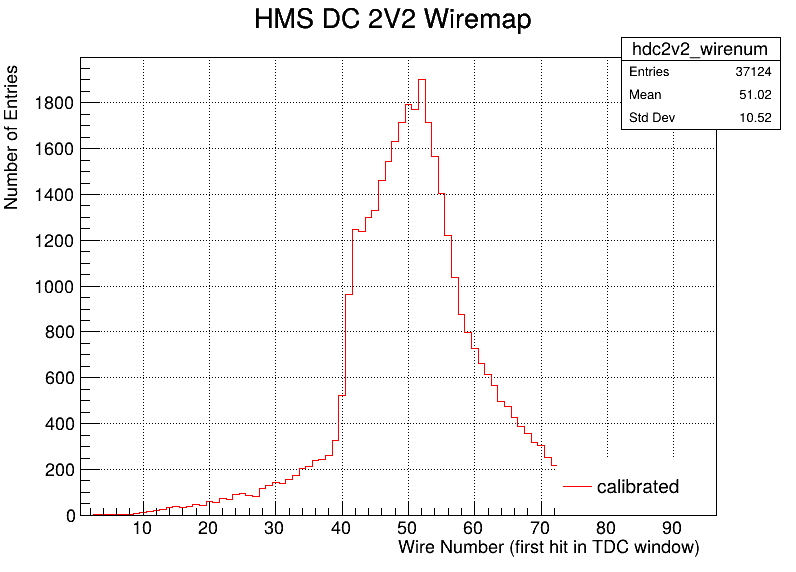 HMS DC 2V2 Wiremap
hdc2v2_wirenum
Entries 37124
Mean 51.02
Std Dev 10.52
Number of Entries
1800
1600
1400
1200
1000
800
600
400
200
0
10 20 30 40 50 60 70 80 90
calibrated
Wire Number (first hit in TDC window)